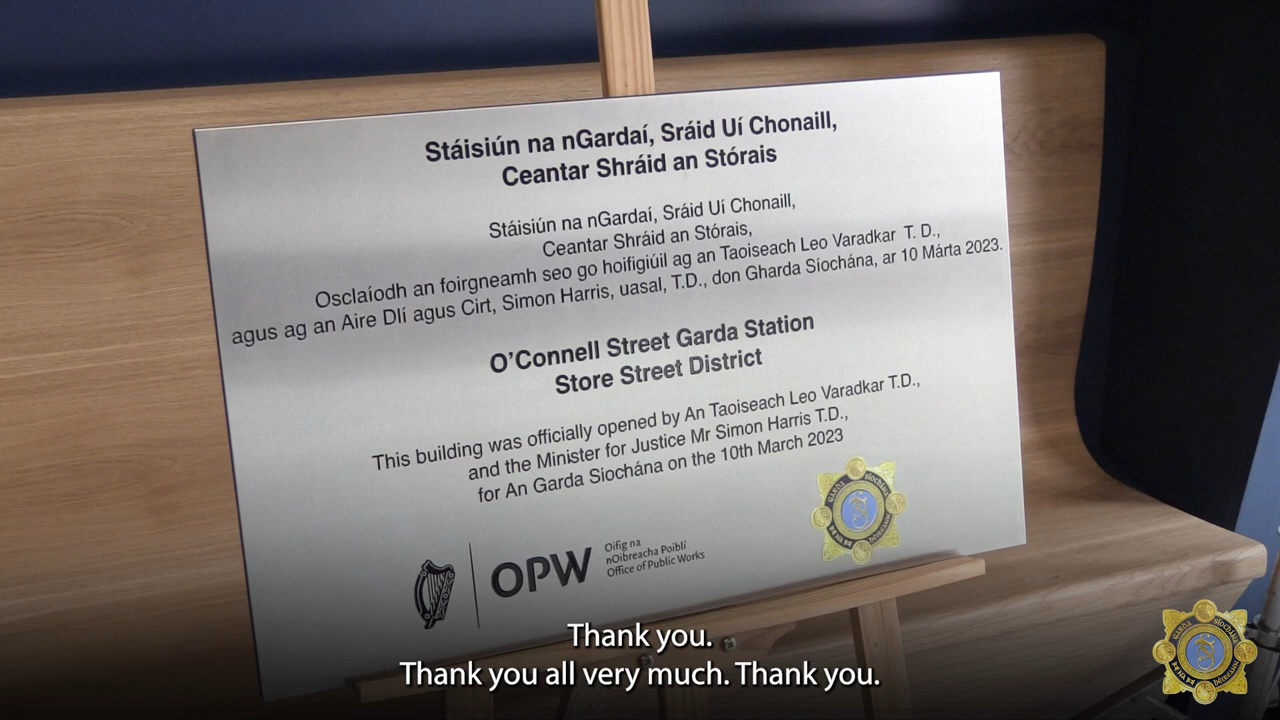 Stáisiún na nGardaí, Sráid Uí Chonaill,
Ceantar Shráid an Stórais
Stáisiún na nGardaí, Sráid Uí Chonaill,
Ceantar Shráid an Stórais,
Osclaíodh an foirgneamh seo go hoifigiúil ag an Taoiseach Leo Varadkar T. D.,
agus ag an Aire Dlí agus Cirt, Simon Harris, uasal, T.D., don Gharda Síochána, ar 10 Márta 2023.
O'Connell Street Garda Station
Store Street District
This building was officially opened by An Taoiseach Leo Varadkar T.D.,
and the Minister for Justice Mr Simon Harris T.D.,
for An Garda Siochána on the 10th March 2023
OPW
Oifig na
nOibreacha Poiblí
Office of Public Works
Thank you.
Thank you all very much. Thank you.